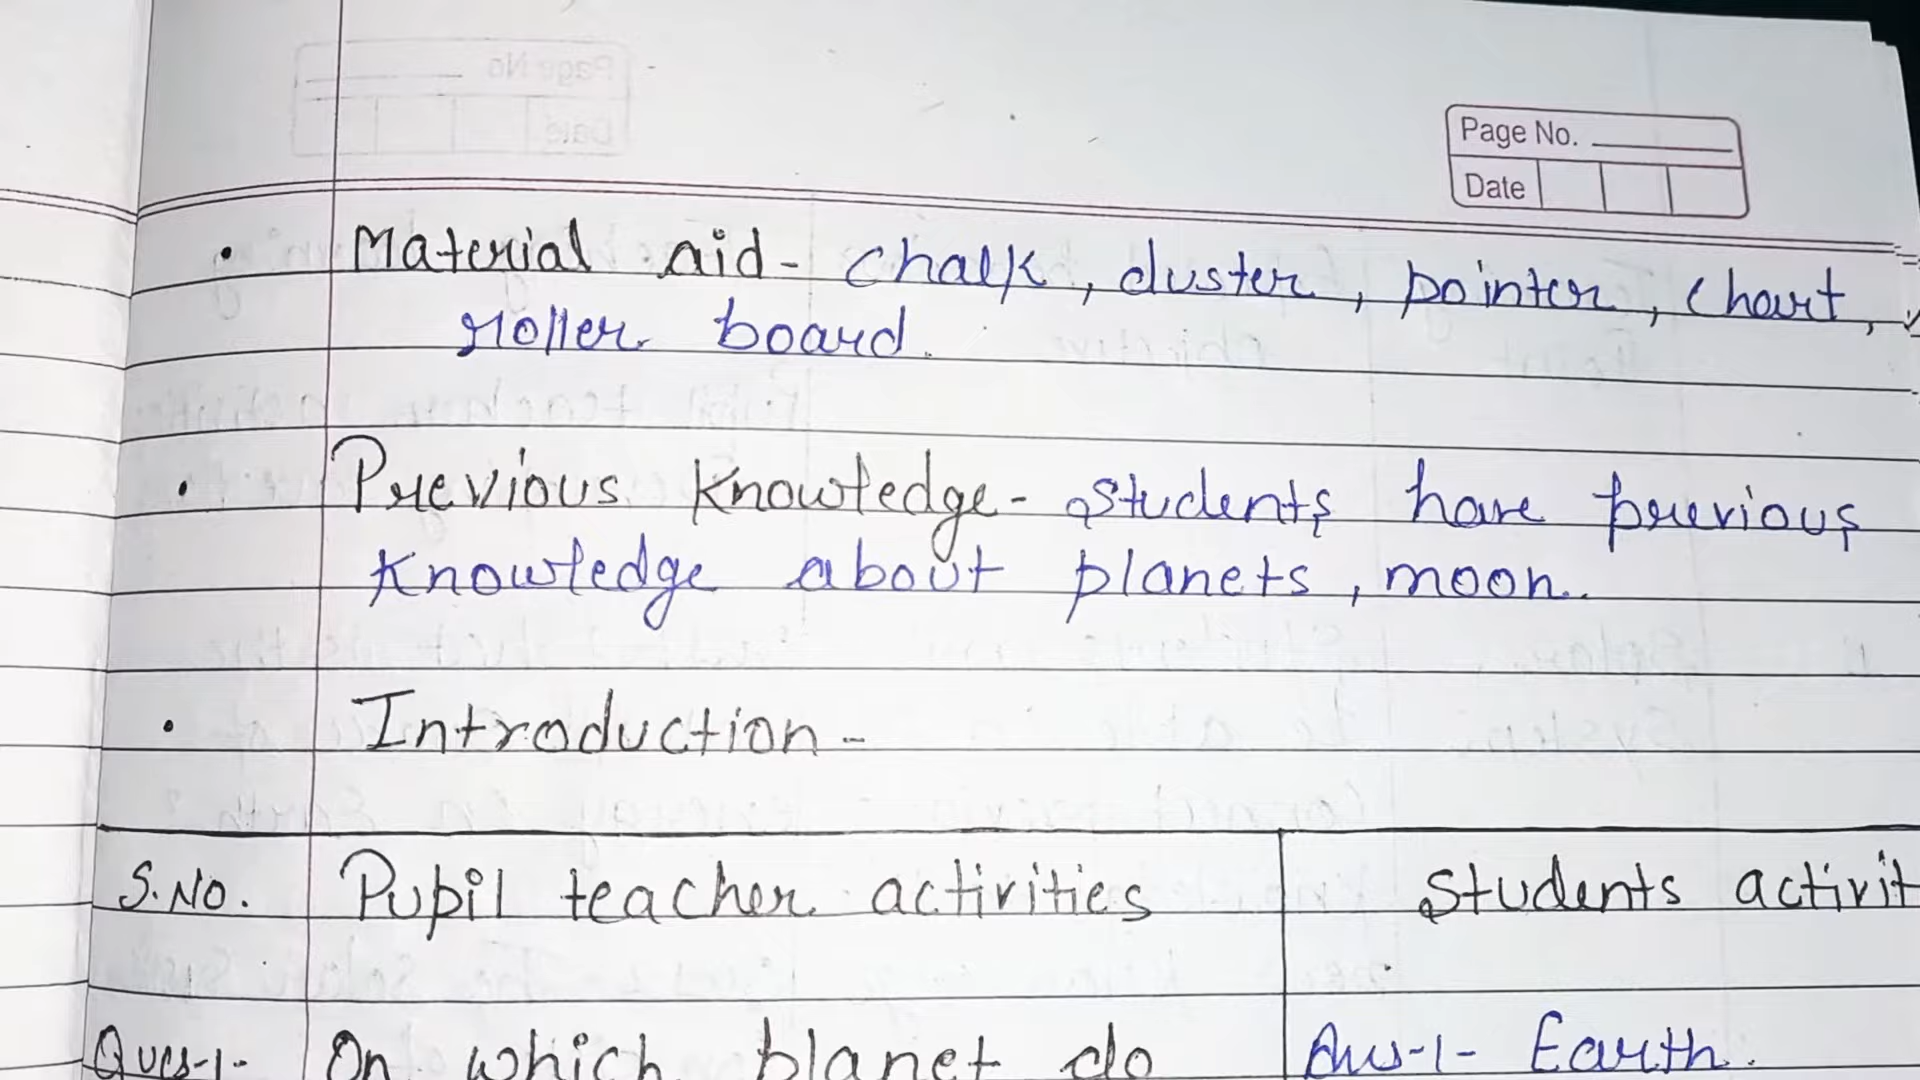 Page No.
Date
• Material aid - chalk, duster, pointer, chart,
roller board.
• Previous Knowledge - Students have previous
Knowledge about planets, moon.
• Introduction -
S.No. Pupil teacher activities Students activit
Ques-1- On which planet do Ans-1- Earth.